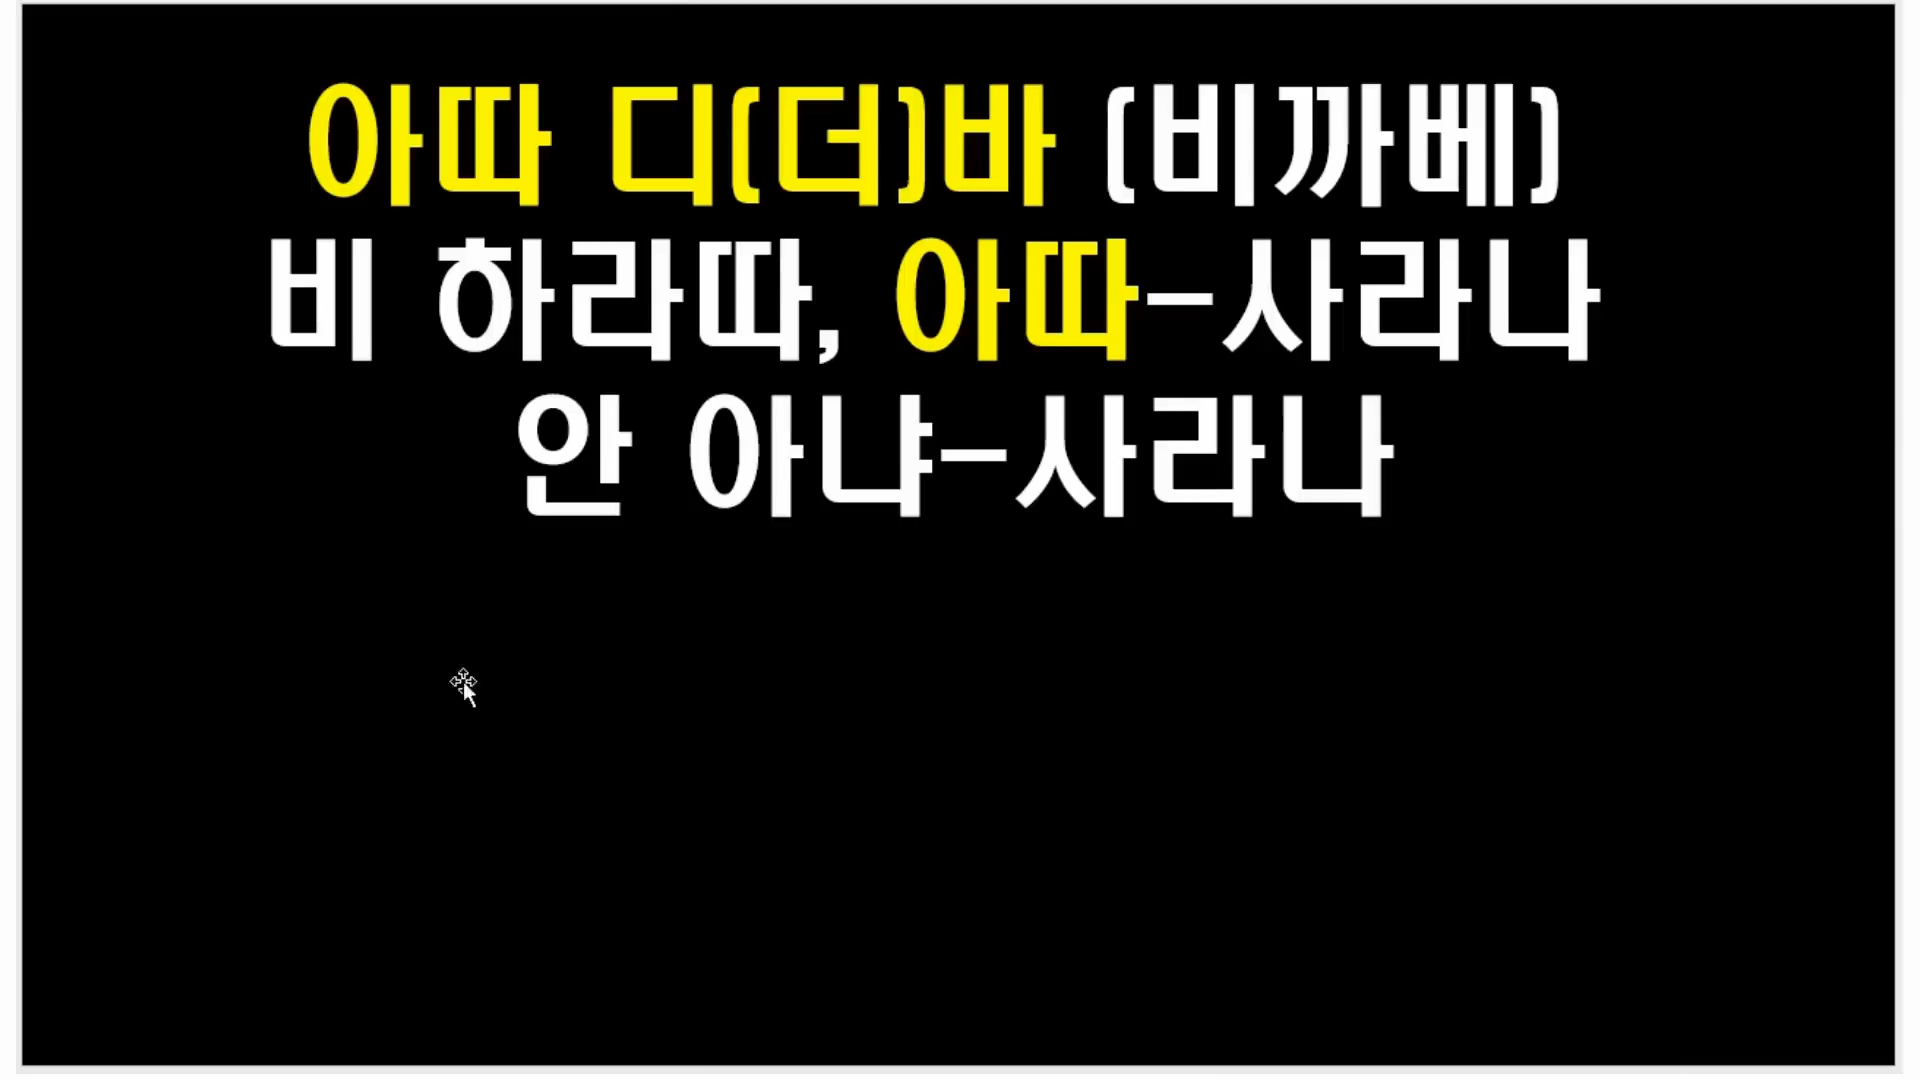 아따 디(더)바 (비까베)
비 하라따, 아따-사라나
안 아냐-사라나